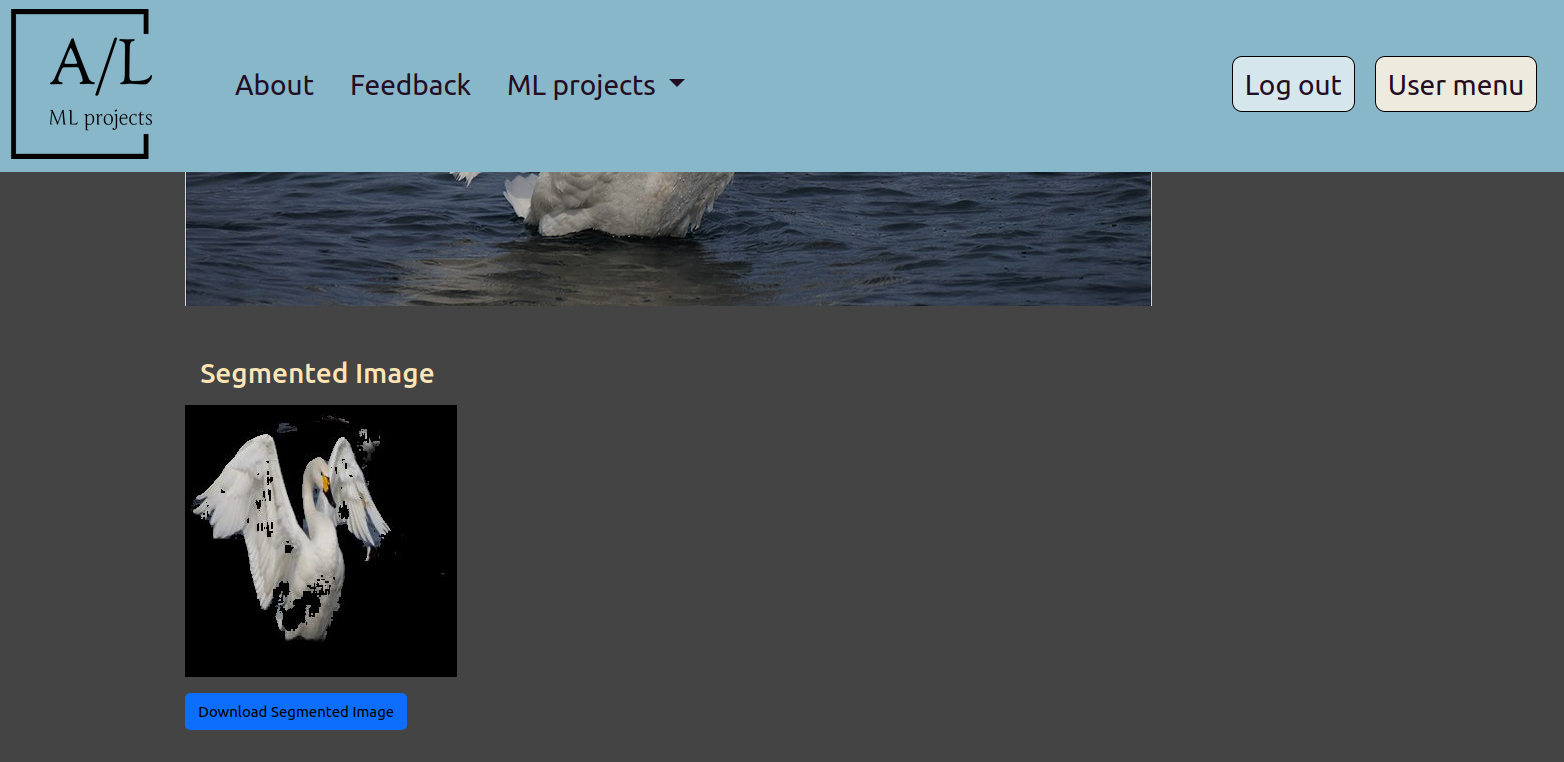 A/L
ML projects
About Feedback ML projects
Log out User menu
Segmented Image
Download Segmented Image